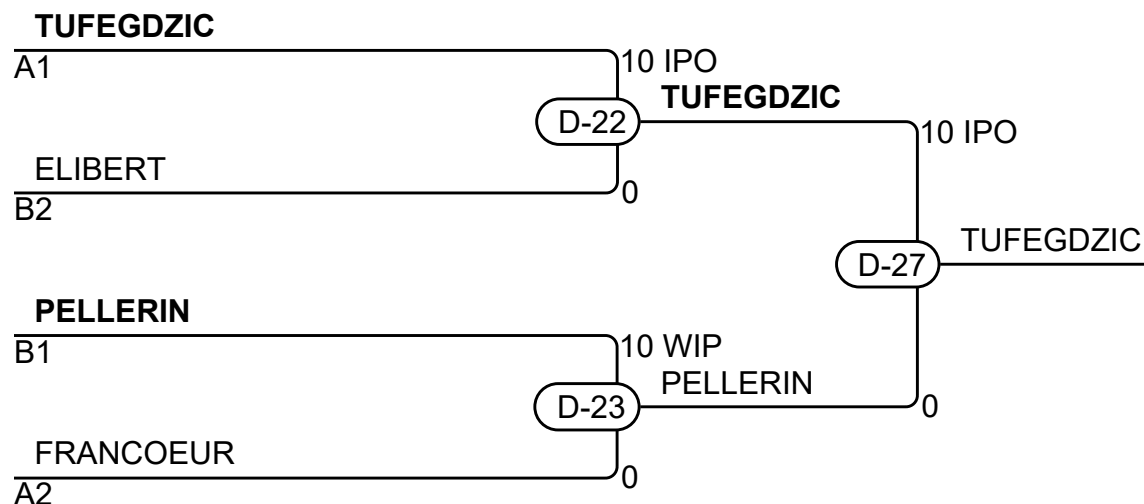 TUFEGDZIC
A1
10 IPO
TUFEGDZIC
D-22
10 IPO
ELIBERT
B2
0
TUFEGDZIC
D-27
PELLERIN
B1
10 WIP
PELLERIN
D-23
0
FRANCOEUR
A2
0